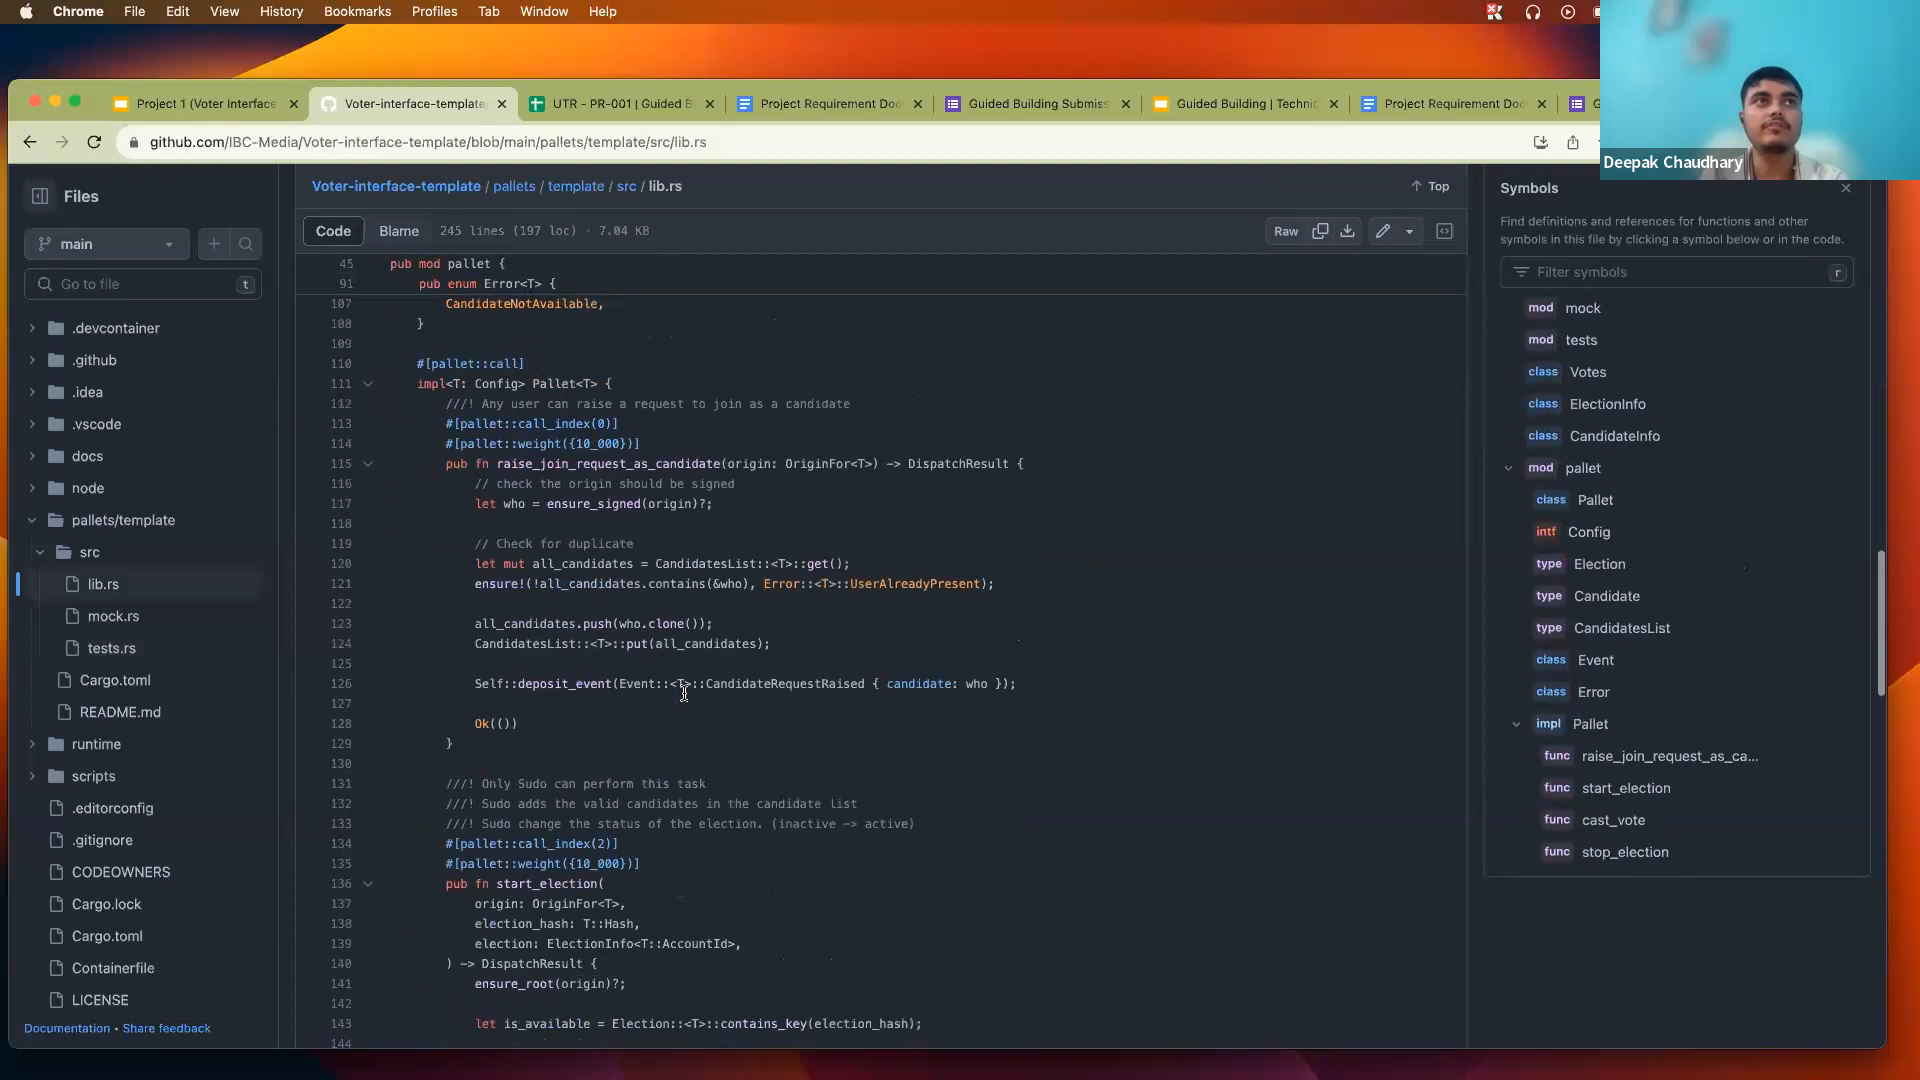 Chrome File Edit View History Bookmarks Profiles Tab Window Help
Project 1 (Voter Interface
Voter-interface-template
UTR - PR-001 | Guided B
Project Requirement Doc
Guided Building Submiss
Guided Building | Technic
Project Requirement Doc
G
github.com/IBC-Media/Voter-interface-template/blob/main/pallets/template/src/lib.rs
Deepak Chaudhary
Files
main
Go to file t
.devcontainer
.github
.idea
.vscode
docs
node
pallets/template
src
lib.rs
mock.rs
tests.rs
Cargo.toml
README.md
runtime
scripts
.editorconfig
.gitignore
CODEOWNERS
Cargo.lock
Cargo.toml
Containerfile
LICENSE
Documentation • Share feedback
Voter-interface-template / pallets / template / src / lib.rs
Top
Code Blame 245 lines (197 loc) · 7.04 KB
Raw
45 pub mod pallet {
91 pub enum Error<T> {
107 CandidateNotAvailable,
108 }
109
110 #[pallet::call]
111 impl<T: Config> Pallet<T> {
112 ///! Any user can raise a request to join as a candidate
113 #[pallet::call_index(0)]
114 #[pallet::weight({10_000})]
115 pub fn raise_join_request_as_candidate(origin: OriginFor<T>) -> DispatchResult {
116 // check the origin should be signed
117 let who = ensure_signed(origin)?;
118
119 // Check for duplicate
120 let mut all_candidates = CandidatesList::<T>::get();
121 ensure!(!all_candidates.contains(&who), Error::<T>::UserAlreadyPresent);
122
123 all_candidates.push(who.clone());
124 CandidatesList::<T>::put(all_candidates);
125
126 Self::deposit_event(Event::<T>::CandidateRequestRaised { candidate: who });
127
128 Ok(())
129 }
130
131 ///! Only Sudo can perform this task
132 ///! Sudo adds the valid candidates in the candidate list
133 ///! Sudo change the status of the election. (inactive -> active)
134 #[pallet::call_index(2)]
135 #[pallet::weight({10_000})]
136 pub fn start_election(
137 origin: OriginFor<T>,
138 election_hash: T::Hash,
139 election: ElectionInfo<T::AccountId>,
140 ) -> DispatchResult {
141 ensure_root(origin)?;
142
143 let is_available = Election::<T>::contains_key(election_hash);
144
Symbols
Find definitions and references for functions and other
symbols in this file by clicking a symbol below or in the code.
Filter symbols r
mod mock
mod tests
class Votes
class ElectionInfo
class CandidateInfo
mod pallet
class Pallet
intf Config
type Election
type Candidate
type CandidatesList
class Event
class Error
impl Pallet
func raise_join_request_as_ca...
func start_election
func cast_vote
func stop_election